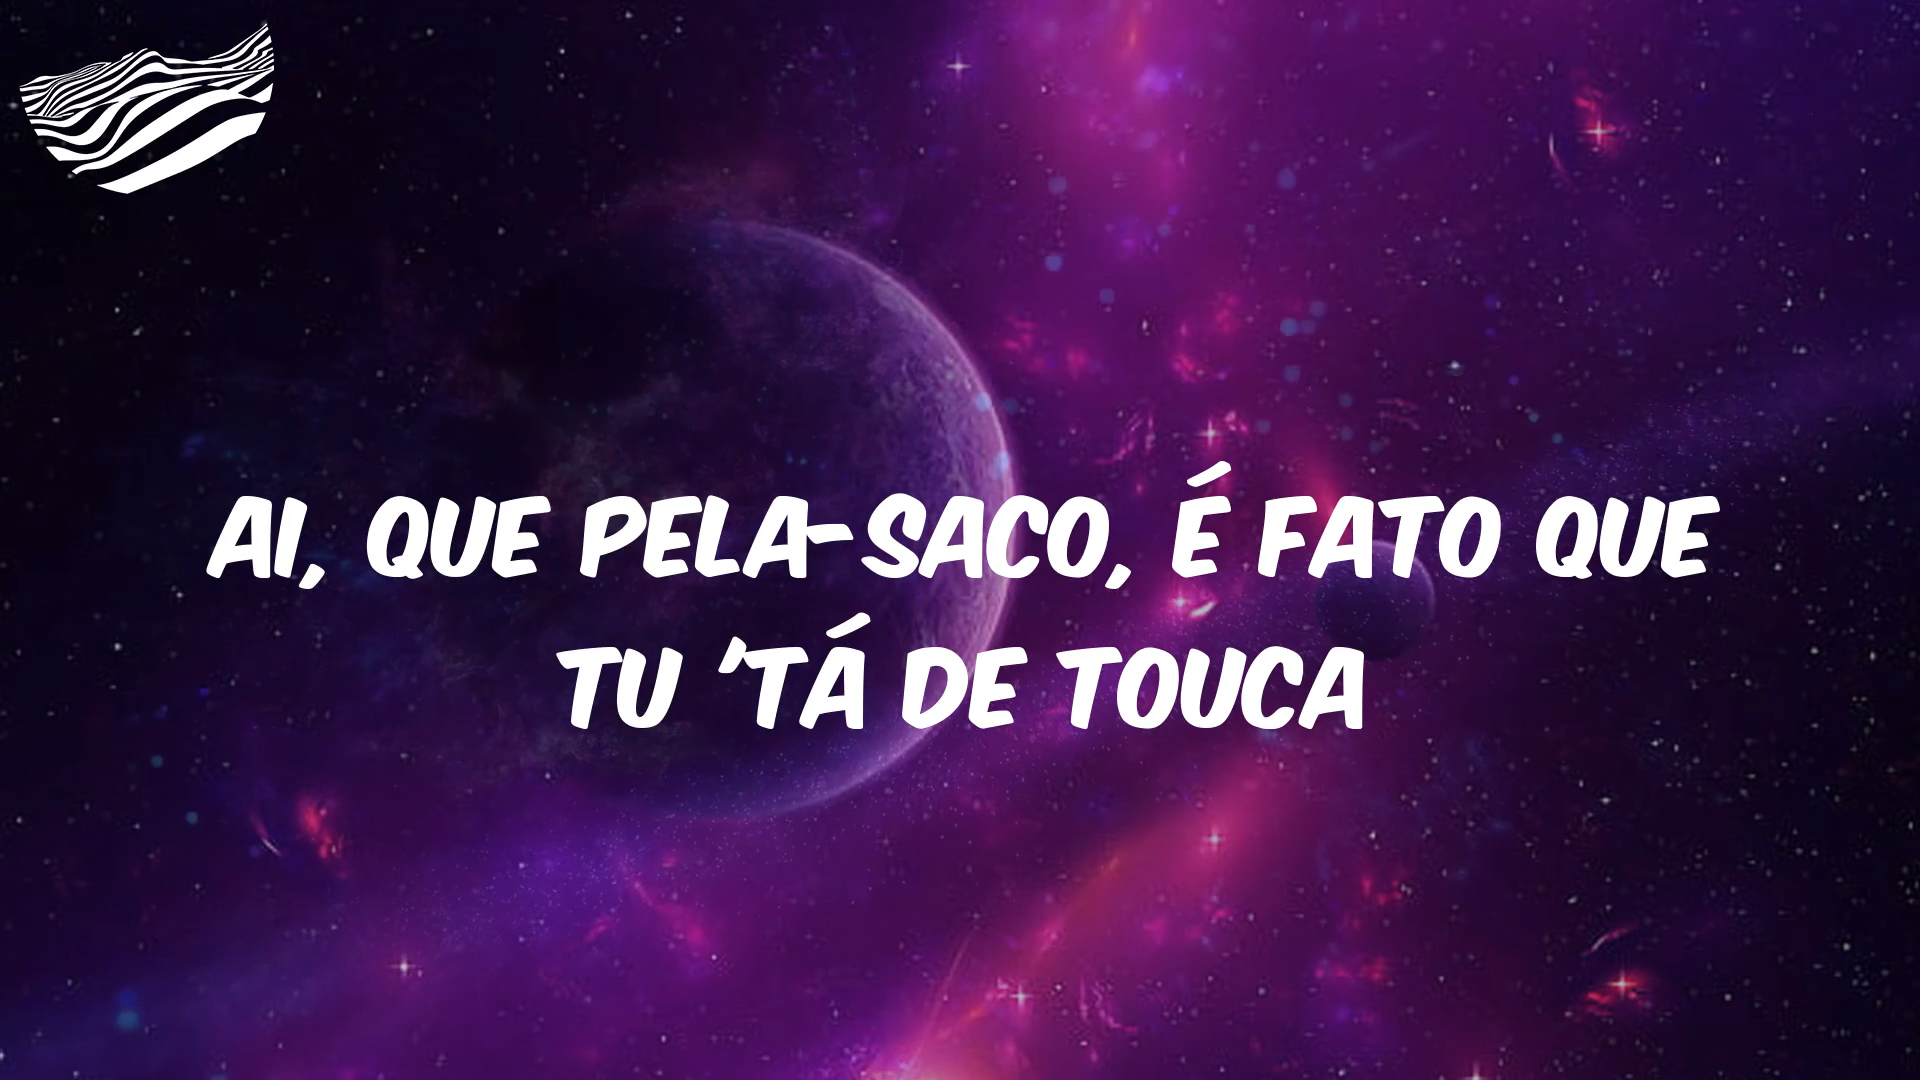 AI, QUE PELA-SACO, É FATO QUE
TU 'TÁ DE TOUCA